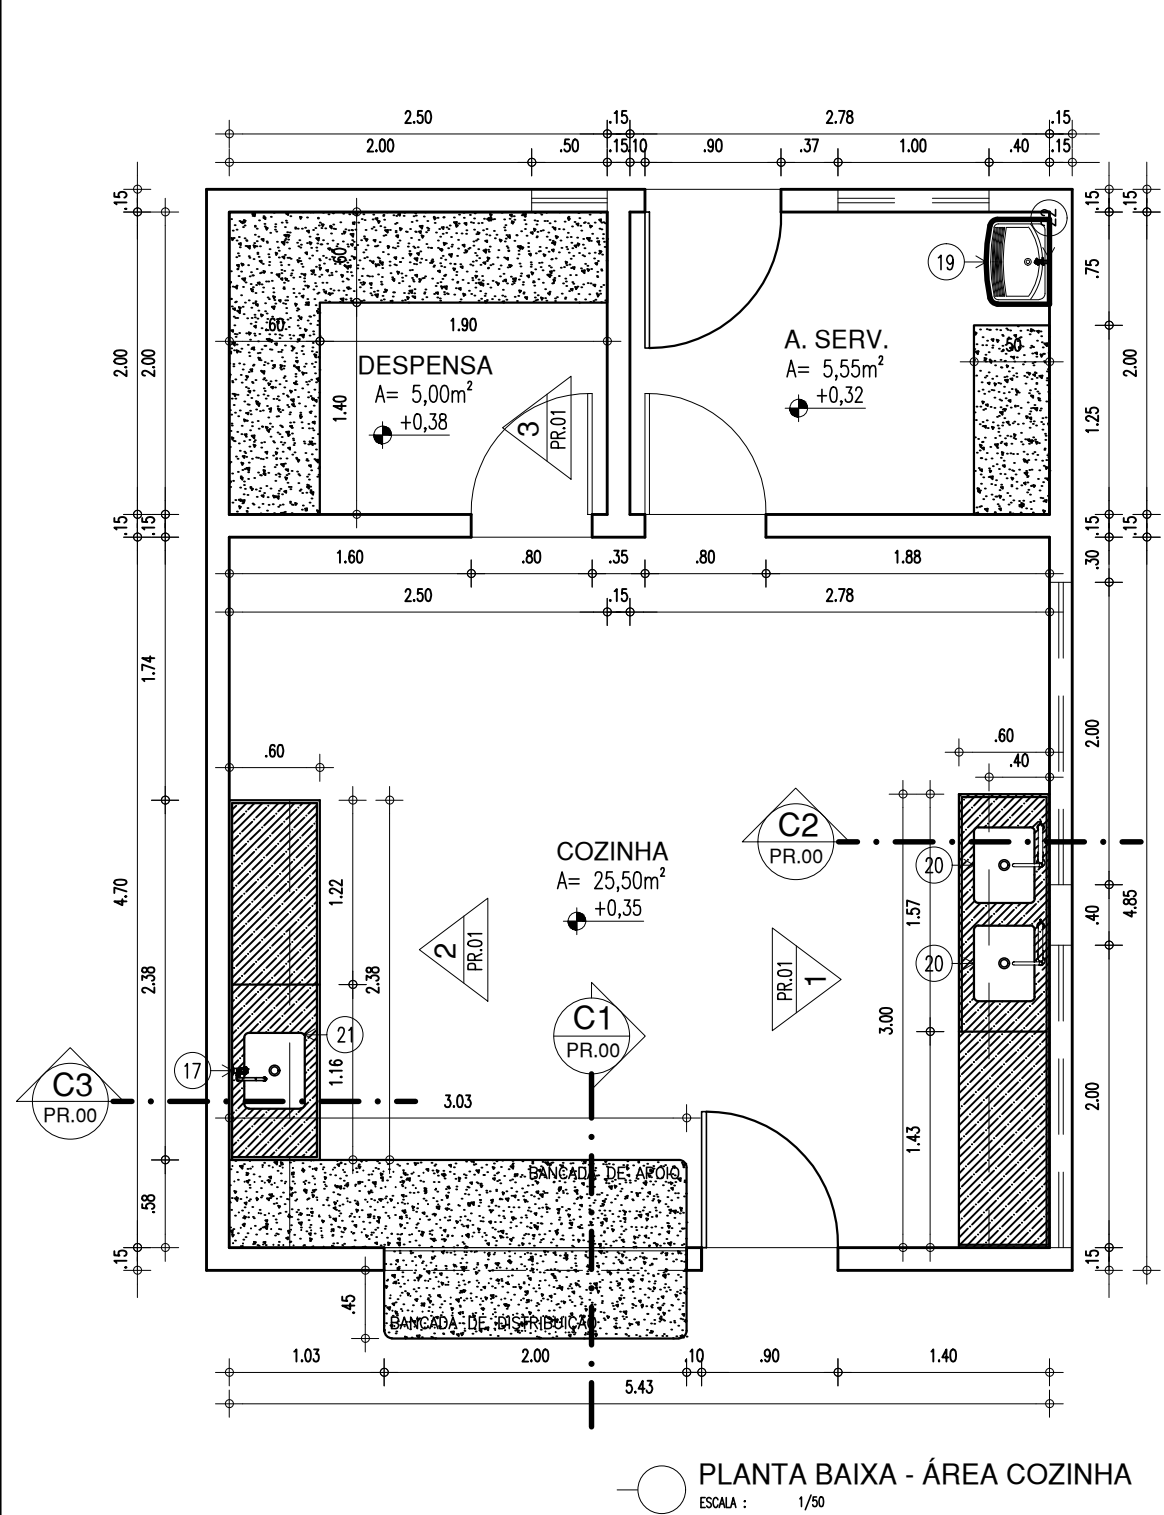 2.50 .15 2.78 .15
2.00 .50 .15 .10 .90 .37 1.00 .40 .15
.15 .15 .15
22
.60 19 .75
.60 1.90
2.00 2.00 2.00
DESPENSA
A= 5,00m²
+0,38
A. SERV.
A= 5,55m²
+0,32
.50
1.40
3
PR.01
1.25
.15 .15 .15 .15
1.60 .80 .35 .80 1.88 .30
2.50 .15 2.78
1.74
.60 .60 2.00
.40
C2
PR.00
COZINHA
A= 25,50m²
+0,35
4.70 1.22 20 1.57 .40 4.85
2
PR.01
2.38 2.38 20
PR.01
1
C1
PR.00
3.00
21
17 1.16
C3
PR.00
3.03 2.00
1.43
BANCADA DE APOIO
.58
.15 .15
.45
BANCADA DE DISTRIBUIÇÃO
1.03 2.00 .10 .90 1.40
5.43
PLANTA BAIXA - ÁREA COZINHA
ESCALA : 1/50